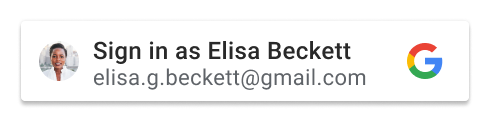 Sign in as Elisa Beckett
elisa.g.beckett@gmail.com